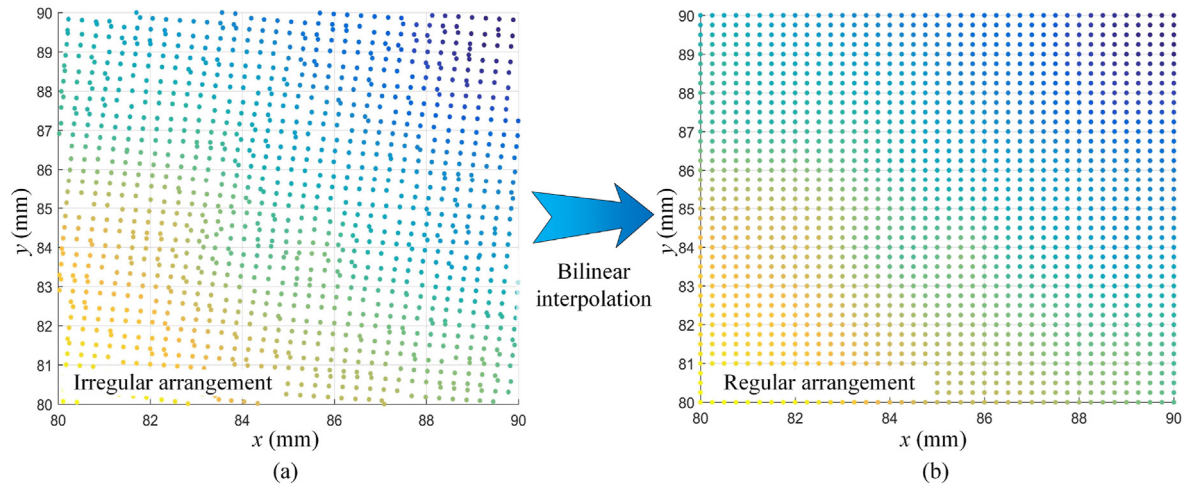 90
89
88
87
86
85
84
83
82
81
80
y (mm)
Irregular arrangement
80 82 84 86 88 90
x (mm)
(a)
Bilinear
interpolation
90
89
88
87
86
85
84
83
82
81
80
y (mm)
Regular arrangement
80 82 84 86 88 90
x (mm)
(b)